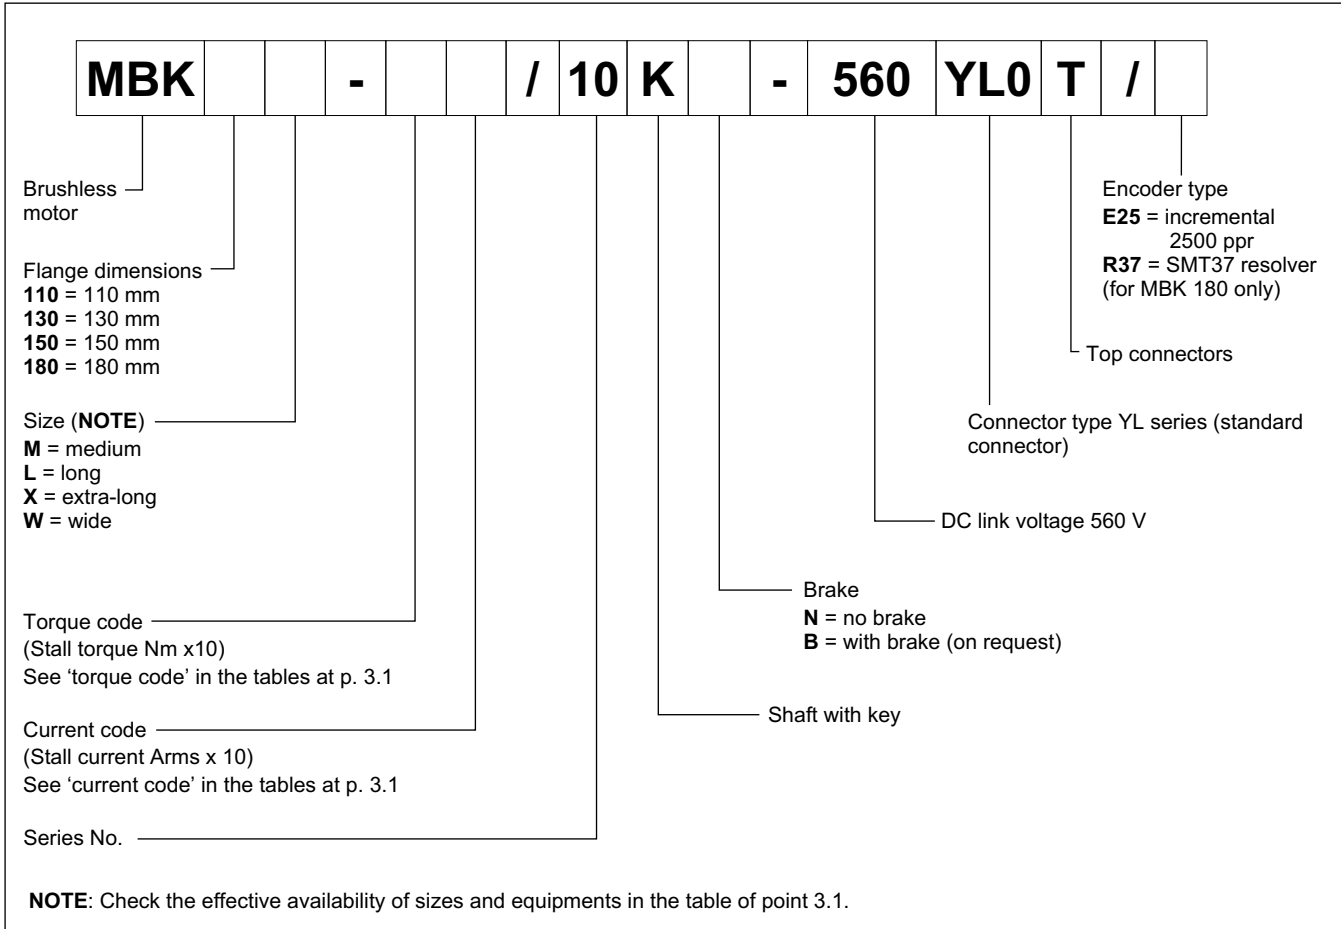 MBK - / 10 K - 560 YL0 T /
Brushless
motor
Flange dimensions
110 = 110 mm
130 = 130 mm
150 = 150 mm
180 = 180 mm
Size (NOTE)
M = medium
L = long
X = extra-long
W = wide
Torque code
(Stall torque Nm x10)
See ‘torque code’ in the tables at p. 3.1
Current code
(Stall current Arms x 10)
See ‘current code’ in the tables at p. 3.1
Series No.
Encoder type
E25 = incremental
2500 ppr
R37 = SMT37 resolver
(for MBK 180 only)
Top connectors
Connector type YL series (standard
connector)
DC link voltage 560 V
Brake
N = no brake
B = with brake (on request)
Shaft with key
NOTE: Check the effective availability of sizes and equipments in the table of point 3.1.